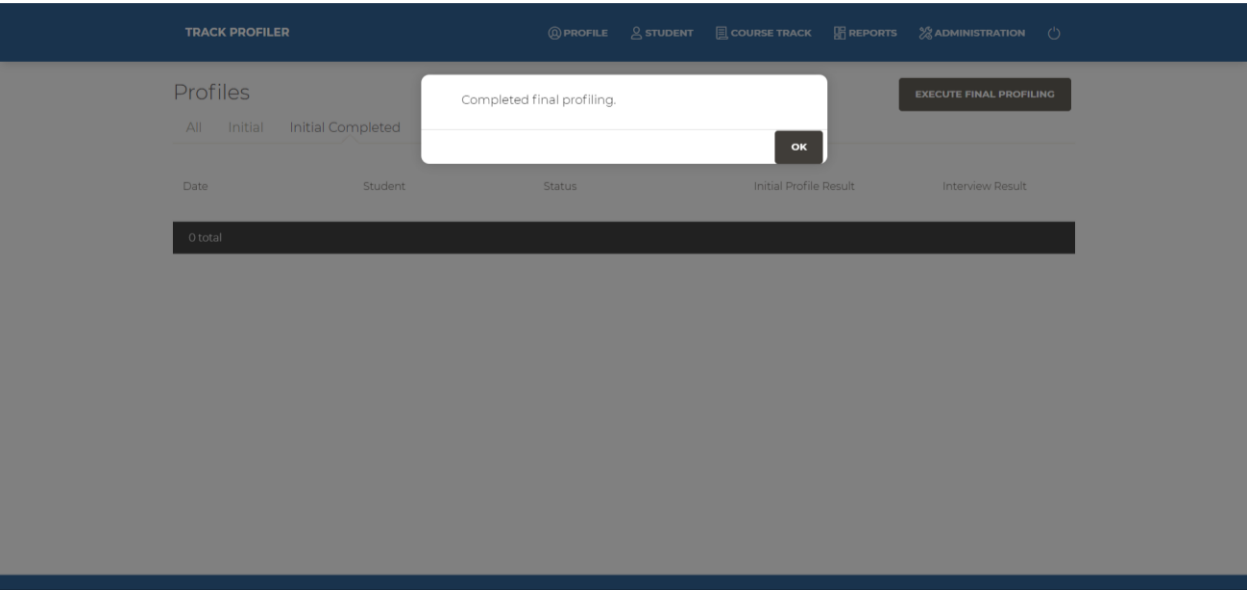 TRACK PROFILER PROFILE STUDENT COURSE TRACK REPORTS ADMINISTRATION
Profiles
EXECUTE FINAL PROFILING
All Initial Initial Completed
Completed final profiling.
OK
Date Student Status Initial Profile Result Interview Result
0 total